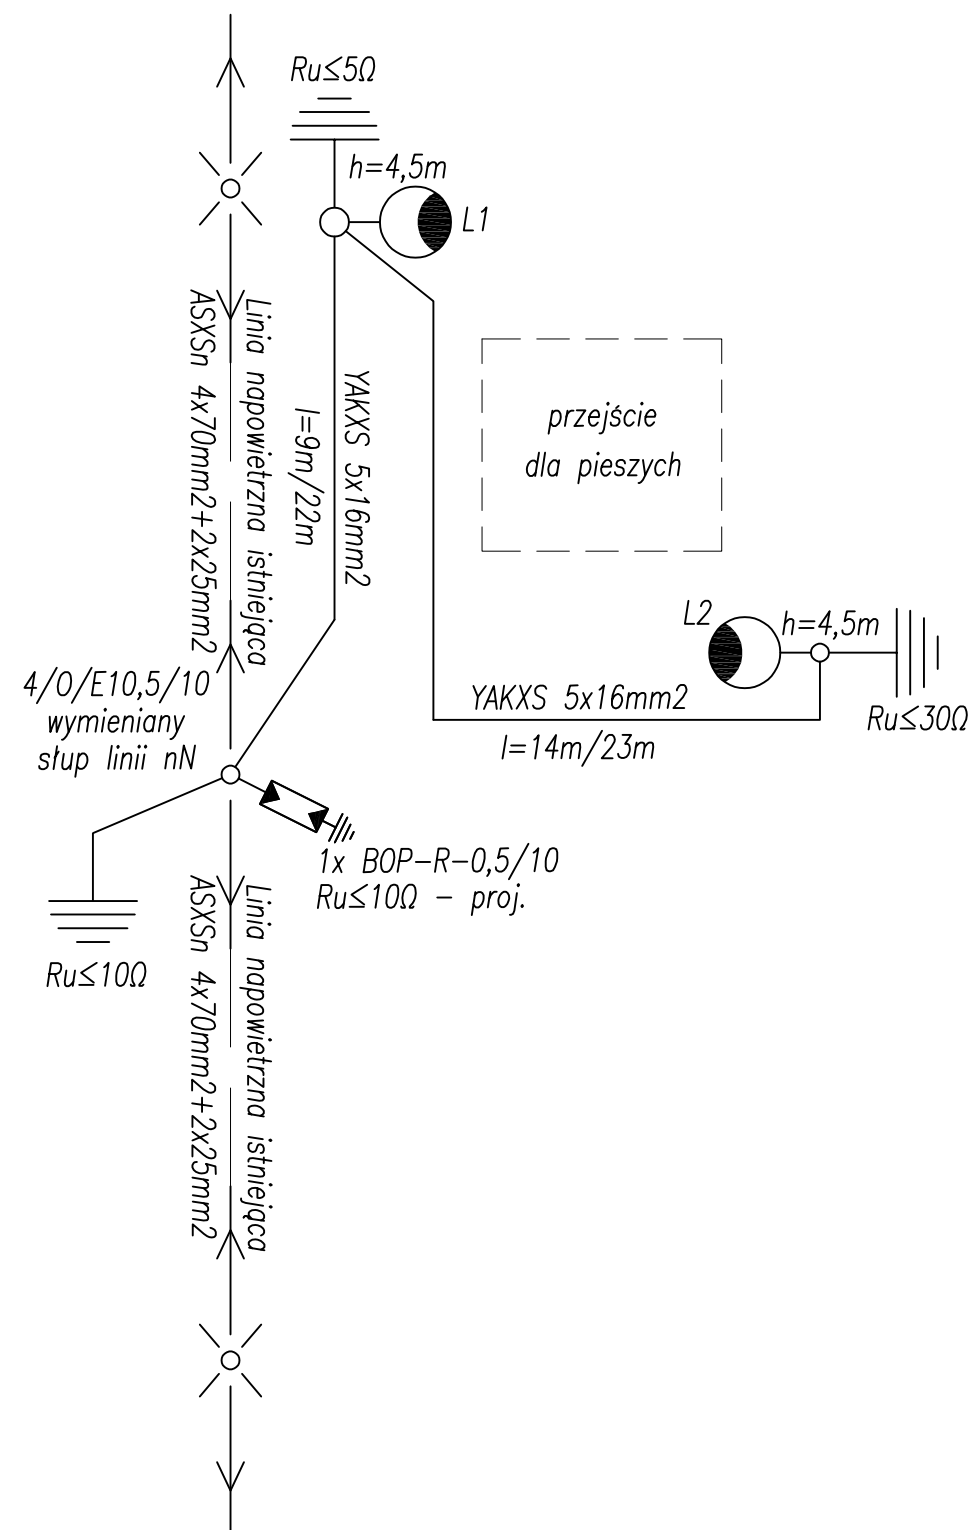 Ru≤5Ω
h=4,5m
L1
Linia napowietrzna istniejąca
ASXSn 4x70mm2+2x25mm2
YAKXS 5x16mm2
l=9m/22m
przejście
dla pieszych
L2
h=4,5m
Ru≤30Ω
YAKXS 5x16mm2
l=14m/23m
4/O/E10,5/10
wymieniany
słup linii nN
1x BOP-R-0,5/10
Ru≤10Ω - proj.
Ru≤10Ω
Linia napowietrzna istniejąca
ASXSn 4x70mm2+2x25mm2